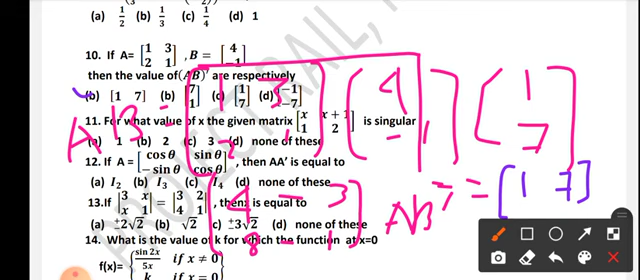 (a) 1/2 (b) 1/3 (c) 1/4 (d) 1
10. If A= [1 3; 2 1], B = [4; -1]
then the value of (AB)' are respectively
(b) [1 7] (b) [7; 1] (c) [1; 7] (d) [-1; -7]
11. For what value of x the given matrix [x x+1; 1 2] is singular
(a) 1 (b) 2 (c) 3 (d) none of these
12. If A = [cos θ sin θ; - sin θ cos θ], then AA' is equal to
(a) I₂ (b) I₃ (c) I₄ (d) none of these
13. If |3 x; x 1| = |3 2; 4 1|, then x is equal to
(a) ±2√2 (b) √2 (c) ±3√2 (d) none of these
14. What is the value of k for which the function at x=0
f(x)= { sin 2x/5x if x ≠ 0
k if x = 0
AB =
[4; -1]
[1; 7]
[4 - 3; 8 - 1]
AB' = [1 7]